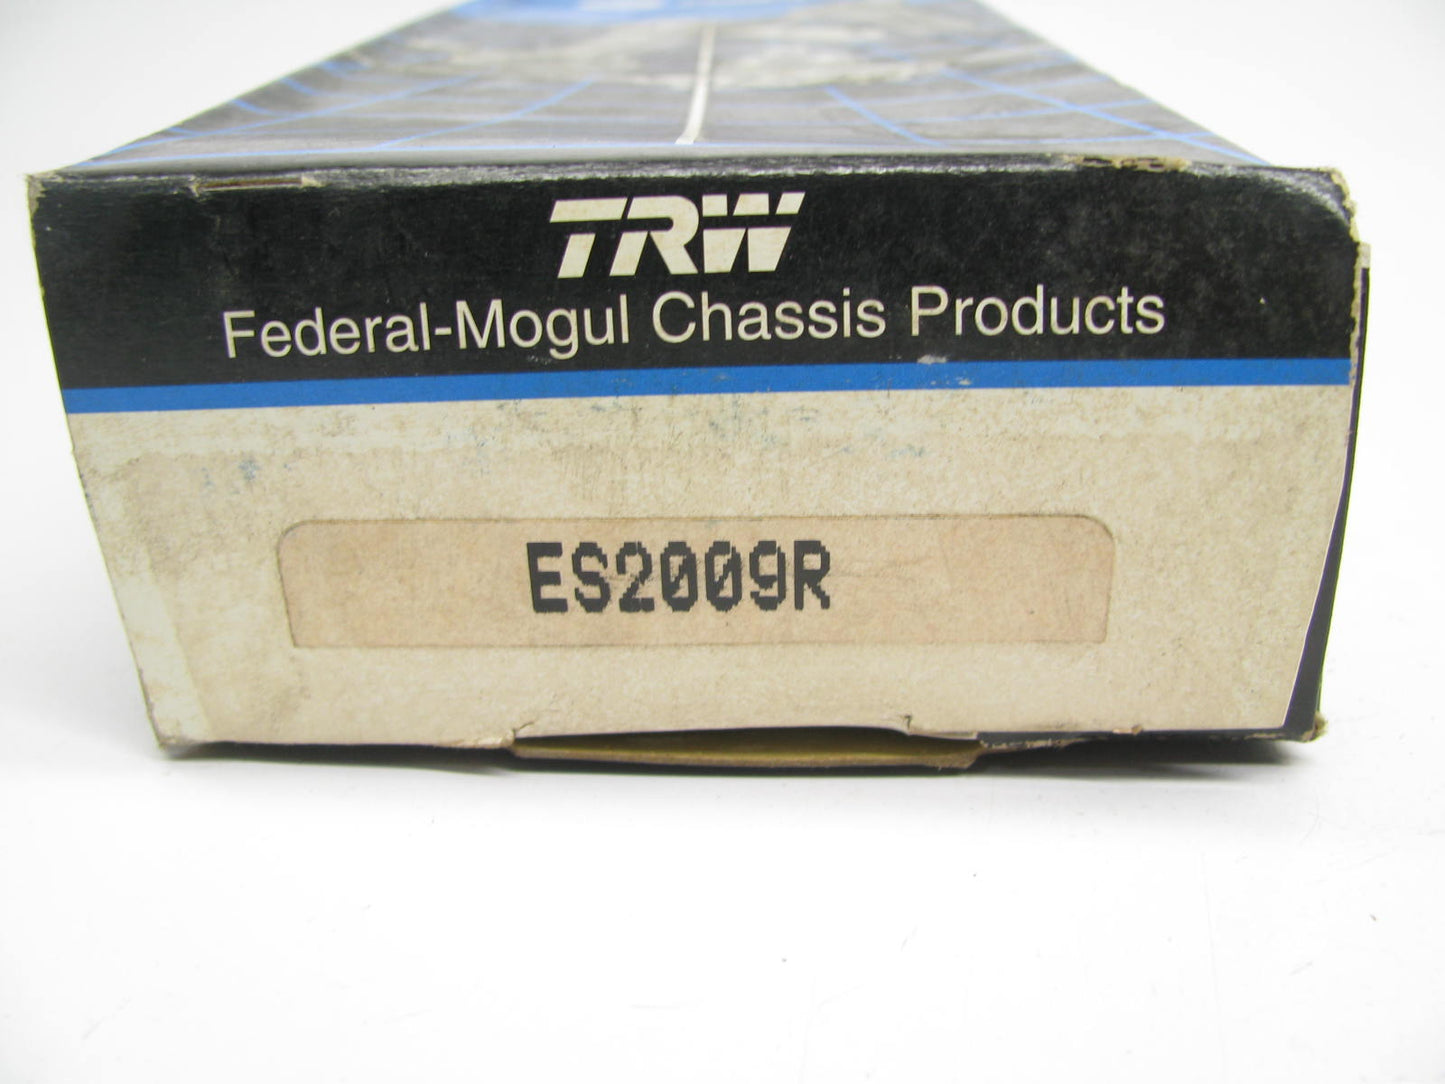 TRW
Federal-Mogul Chassis Products
ES2009R